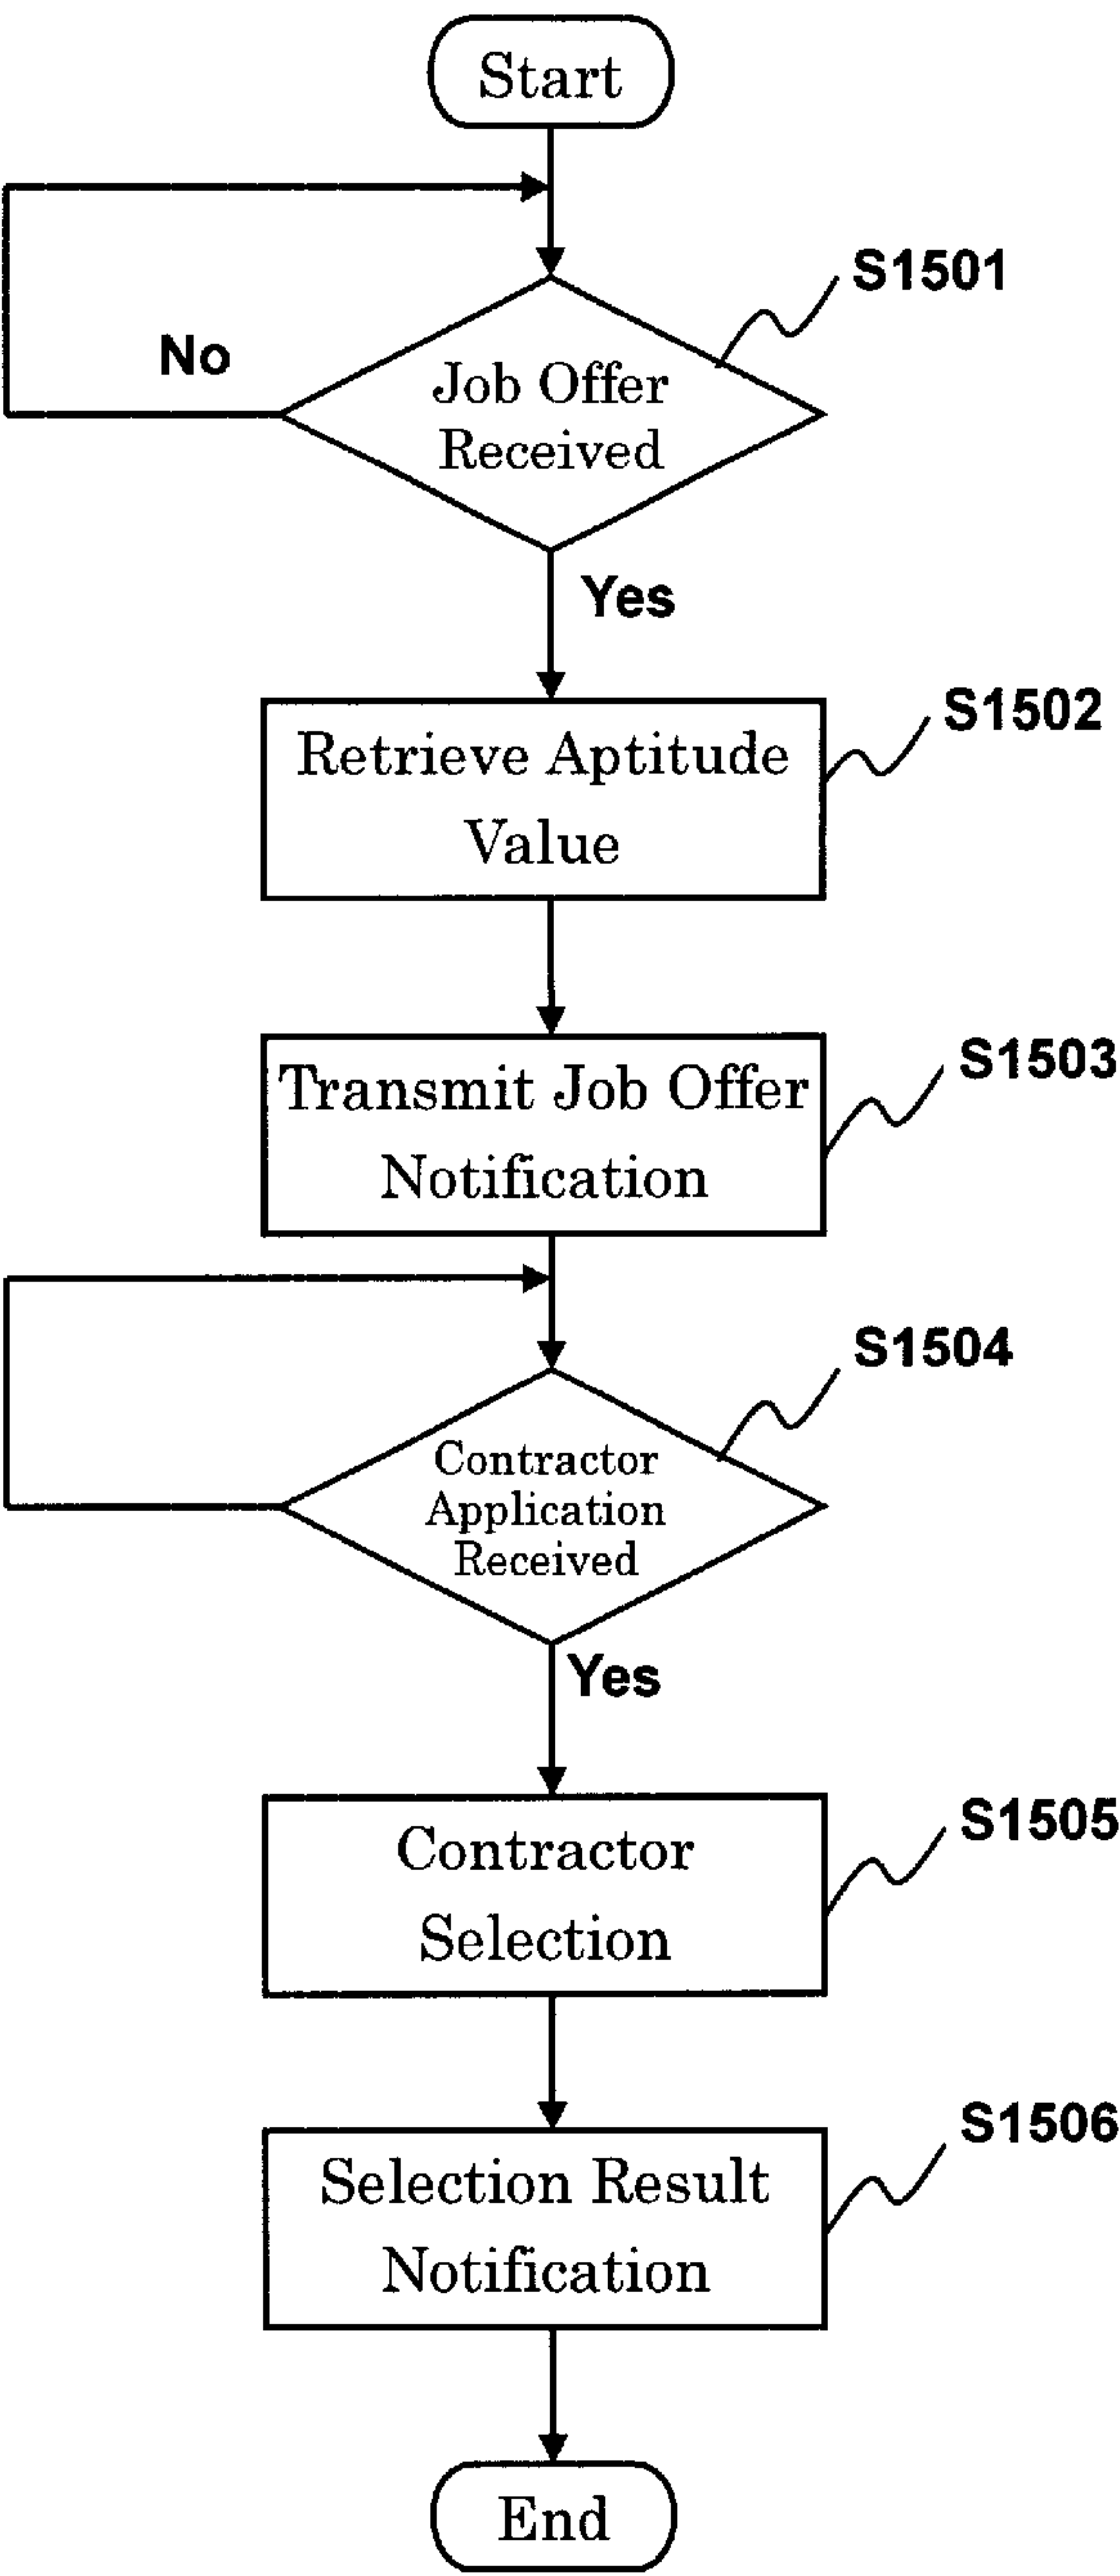 Start
S1501
No
Job Offer
Received
Yes
S1502
Retrieve Aptitude
Value
S1503
Transmit Job Offer
Notification
S1504
Contractor
Application
Received
Yes
S1505
Contractor
Selection
S1506
Selection Result
Notification
End